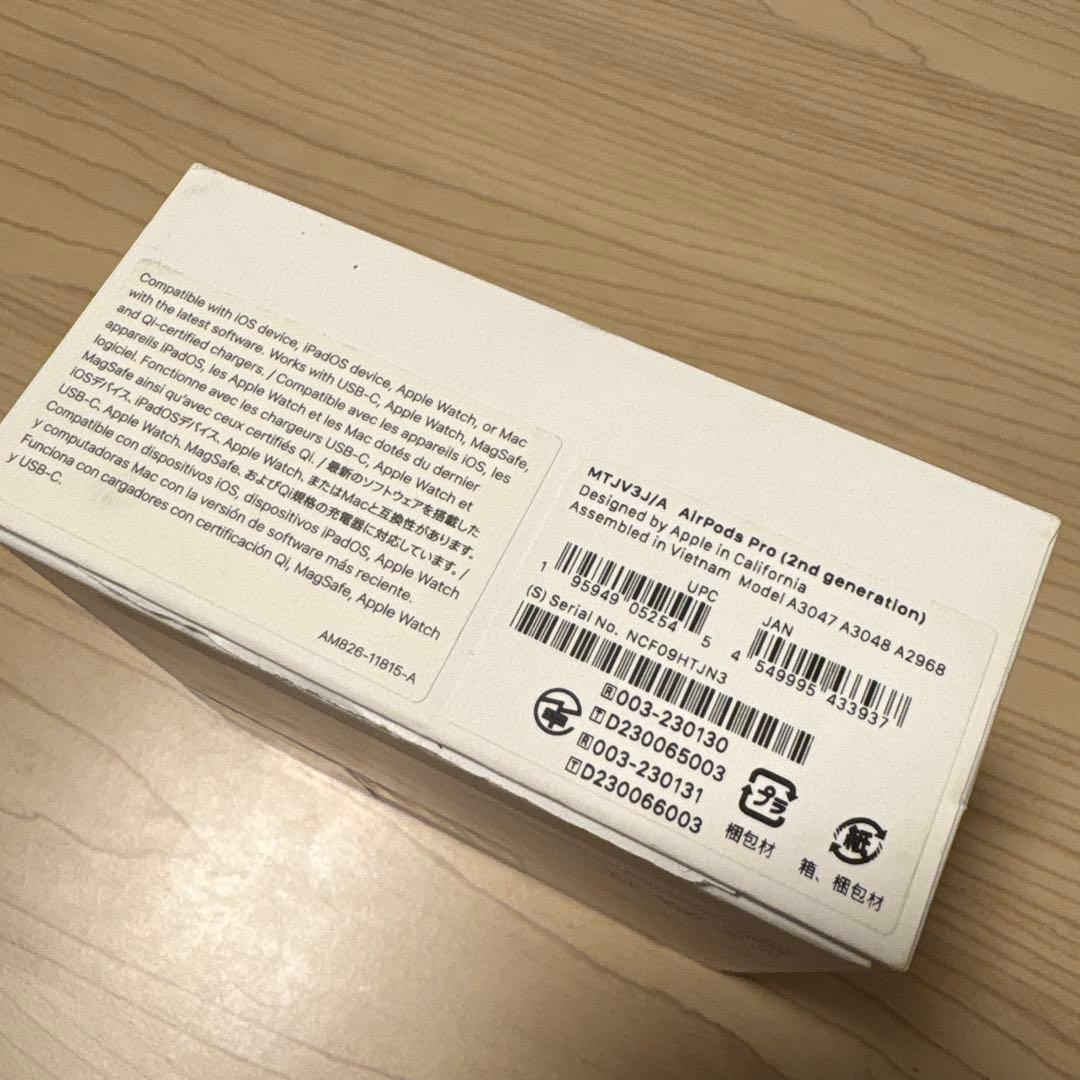 Compatible with iOS device, iPadOS device, Apple Watch, or Mac
with the latest software. Works with USB-C, Apple Watch, MagSafe,
and Qi-certified chargers. / Compatible avec les appareils iOS, les
appareils iPadOS, les Apple Watch et les Mac dotés du dernier
logiciel. Fonctionne avec les chargeurs USB-C, Apple Watch et
MagSafe ainsi qu'avec ceux certifiés Qi. / 最新のソフトウェアを搭載した
iOSデバイス、iPadOSデバイス、Apple Watch、またはMacと互換性があります。
USB-C、Apple Watch、MagSafe、およびQi規格の充電器に対応しています。/
Compatible con dispositivos iOS, dispositivos iPadOS, Apple Watch
y computadoras Mac con la versión de software más reciente.
Funciona con cargadores con certificación Qi, MagSafe, Apple Watch
y USB-C.
AM826-11815-A
MTJV3J/A AirPods Pro (2nd generation)
Designed by Apple in California
Assembled in Vietnam Model A3047 A3048 A2968
UPC
1 95949 05254 5
JAN
4 549995 433937
(S) Serial No. NCF09HTJN3
R 003-230130
T D230065003
R 003-230131
T D230066003
プラ
梱包材
紙
箱、梱包材